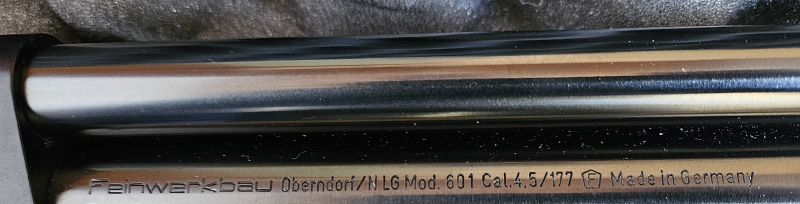 Feinwerkbau Oberndorf/N LG Mod. 601 Cal.4,5/177 F Made in Germany